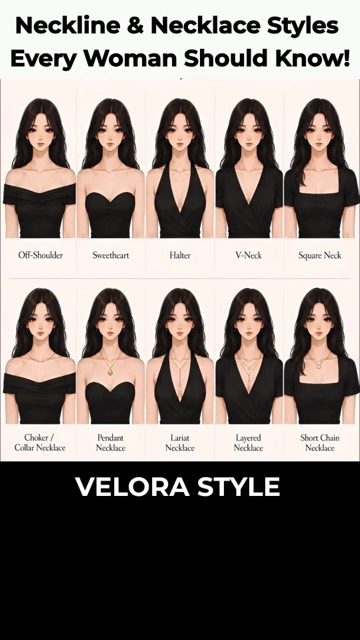 Neckline & Necklace Styles
Every Woman Should Know!
Off-Shoulder
Sweetheart
Halter
V-Neck
Square Neck
Choker /
Collar Necklace
Pendant
Necklace
Lariat
Necklace
Layered
Necklace
Short Chain
Necklace
VELORA STYLE